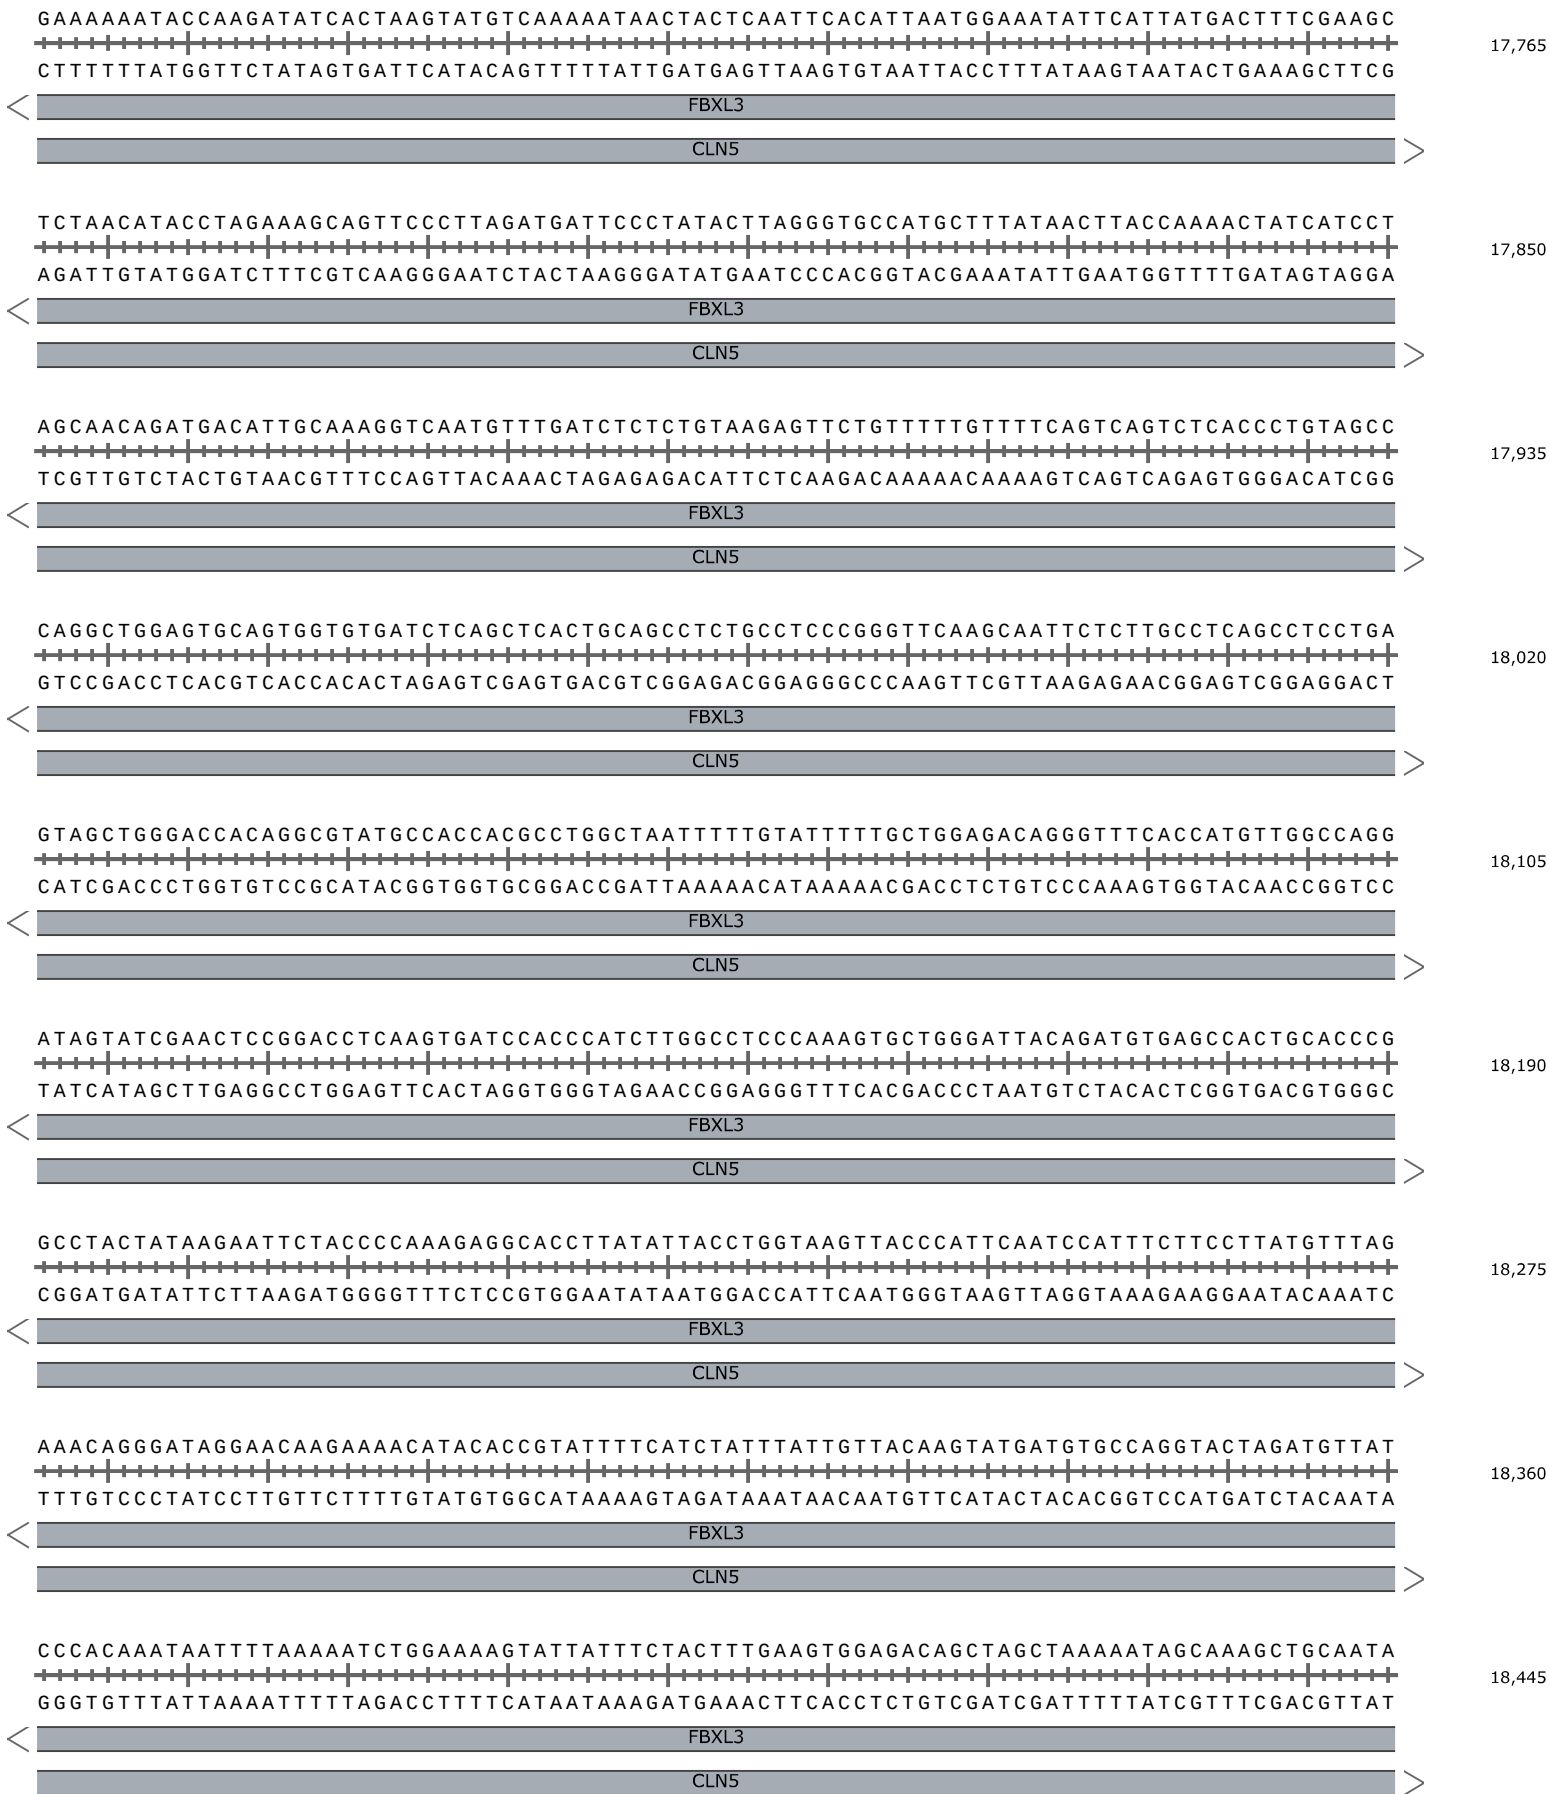 GAAAAAATACCAAGATATCACTAAGTATGTCAAAAATAACTACTCAATTCACATTAATGGAAATATTCATTATGACTTTCGAAGC
17,765
CTTTTTTATGGTTCTATAGTGATTCATACAGTTTTTATTGATGAGTTAAGTGTAATTACCTTTATAAGTAATACTGAAAGCTTCG
FBXL3
CLN5
TCTAACATACCTAGAAAGCAGTTCCCTTAGATGATTCCCTATACTTAGGGTGCCATGCTTTATAACTTACCAAAACTATCATCCT
17,850
AGATTGTATGGATCTTTCGTCAAGGGAATCTACTAAGGGATATGAATCCCACGGTACGAAATATTGAATGGTTTTGATAGTAGGA
FBXL3
CLN5
AGCAACAGATGACATTGCAAAGGTCAATGTTTGATCTCTCTGTAAGAGTTCTGTTTTTGTTTTCAGTCAGTCTCACCCTGTAGCC
17,935
TCGTTGTCTACTGTAACGTTTCCAGTTACAAACTAGAGAGACATTCTCAAGACAAAAACAAAAGTCAGTCAGAGTGGGACATCGG
FBXL3
CLN5
CAGGCTGGAGTGCAGTGGTGTGATCTCAGCTCACTGCAGCCTCTGCCTCCCGGGTTCAAGCAATTCTCTTGCCTCAGCCTCCTGA
18,020
GTCCGACCTCACGTCACCACACTAGAGTCGAGTGACGTCGGAGACGGAGGGCCCAAGTTCGTTAAGAGAACGGAGTCGGAGGACT
FBXL3
CLN5
GTAGCTGGGACCACAGGCGTATGCCACCACGCCTGGCTAATTTTTGTATTTTTGCTGGAGACAGGGTTTCACCATGTTGGCCAGG
18,105
CATCGACCCTGGTGTCCGCATACGGTGGTGCGGACCGATTAAAAACATAAAAACGACCTCTGTCCCAAAGTGGTACAACCGGTCC
FBXL3
CLN5
ATAGTATCGAACTCCGGACCTCAAGTGATCCACCCATCTTGGCCTCCCAAAGTGCTGGGATTACAGATGTGAGCCACTGCACCCG
18,190
TATCATAGCTTGAGGCCTGGAGTTCACTAGGTGGGTAGAACCGGAGGGTTTCACGACCCTAATGTCTACACTCGGTGACGTGGGC
FBXL3
CLN5
GCCTACTATAAGAATTCTACCCCAAAGAGGCACCTTATATTACCTGGTAAGTTACCCATTCAATCCATTTCTTCCTTATGTTTAG
18,275
CGGATGATATTCTTAAGATGGGGTTTCTCCGTGGAATATAATGGACCATTCAATGGGTAAGTTAGGTAAAGAAGGAATACAAATC
FBXL3
CLN5
AAACAGGGATAGGAACAAGAAAACATACACCGTATTTTCATCTATTTATTGTTACAAGTATGATGTGCCAGGTACTAGATGTTAT
18,360
TTTGTCCCTATCCTTGTTCTTTTGTATGTGGCATAAAAGTAGATAAATAACAATGTTCATACTACACGGTCCATGATCTACAATA
FBXL3
CLN5
CCCACAAATAATTTTAAAAATCTGGAAAAGTATTATTTCTACTTTGAAGTGGAGACAGCTAGCTAAAAATAGCAAAGCTGCAATA
18,445
GGGTGTTTATTAAAATTTTTAGACCTTTTCATAATAAAGATGAAACTTCACCTCTGTCGATCGATTTTTATCGTTTCGACGTTAT
FBXL3
CLN5